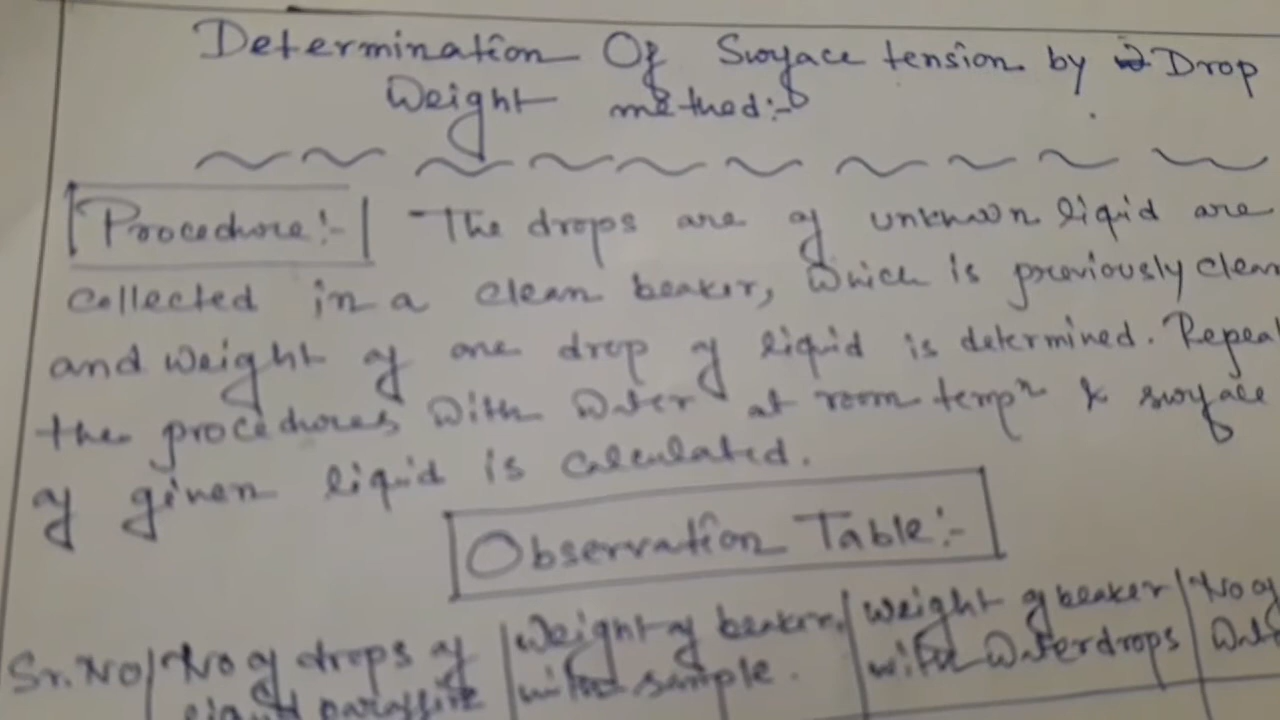 Determination Of Surface tension by Drop
Weight method:-
Procedure:- The drops are of unknown liquid are
collected in a clean beaker, which is previously clean
and weight of one drop of liquid is determined. Repeat
the procedures with water at room tempr & surface
of given liquid is calculated.
Observation Table:-
Sr. No No of drops of liquid paraffin
Weight of beaker with sample.
Weight of beaker with Water drops
No of